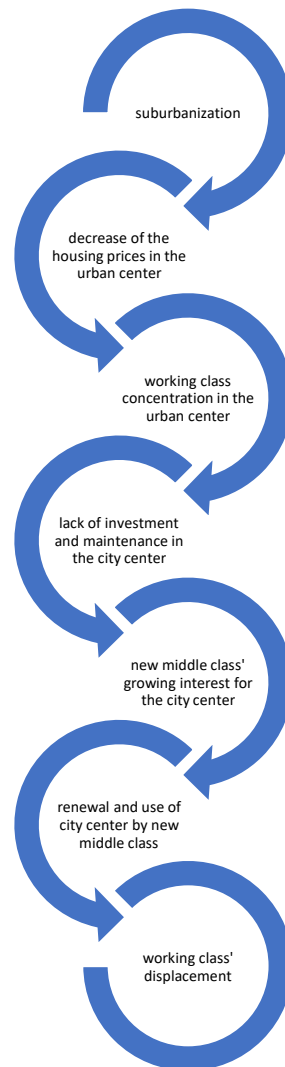 suburbanization
decrease of the
housing prices in the
urban center
working class
concentration in the
urban center
lack of investment
and maintenance in
the city center
new middle class'
growing interest for
the city center
renewal and use of
city center by new
middle class
working class'
displacement